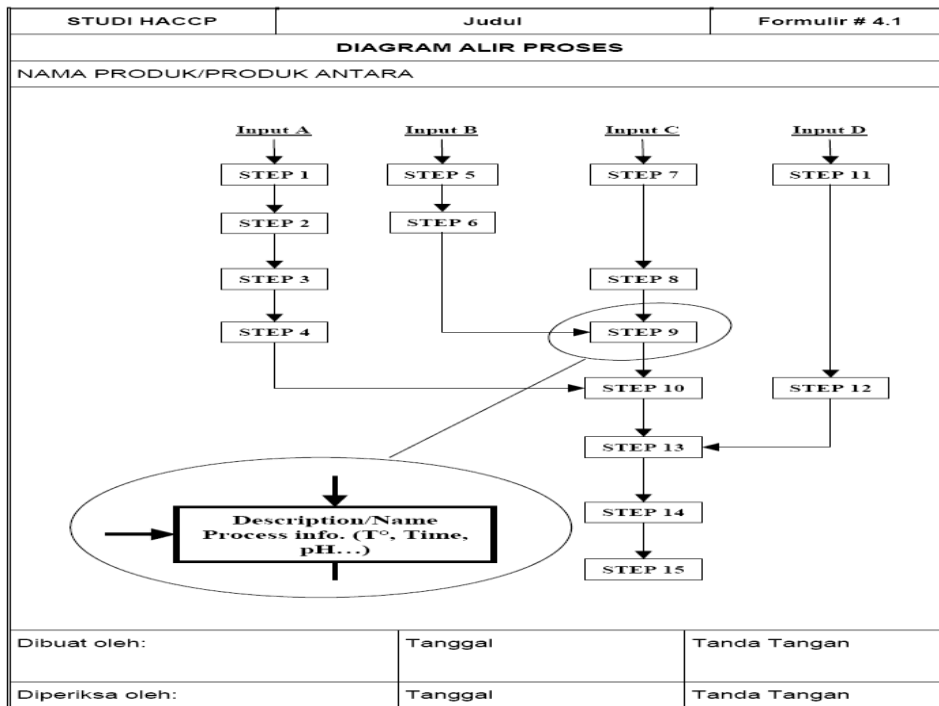 STUDI HACCP Judul Formulir # 4.1
DIAGRAM ALIR PROSES
NAMA PRODUK/PRODUK ANTARA
Input A Input B Input C Input D
STEP 1 STEP 5 STEP 7 STEP 11
STEP 2 STEP 6
STEP 3 STEP 8
STEP 4 STEP 9
STEP 10 STEP 12
STEP 13
Description/Name
Process info. (T°, Time,
pH...)
STEP 14
STEP 15
Dibuat oleh: Tanggal Tanda Tangan
Diperiksa oleh: Tanggal Tanda Tangan